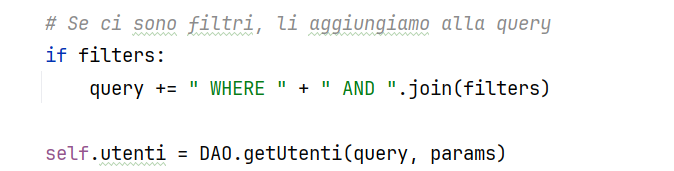 # Se ci sono filtri, li aggiungiamo alla query
if filters:
    query += " WHERE " + " AND ".join(filters)
self.utenti = DAO.getUtenti(query, params)